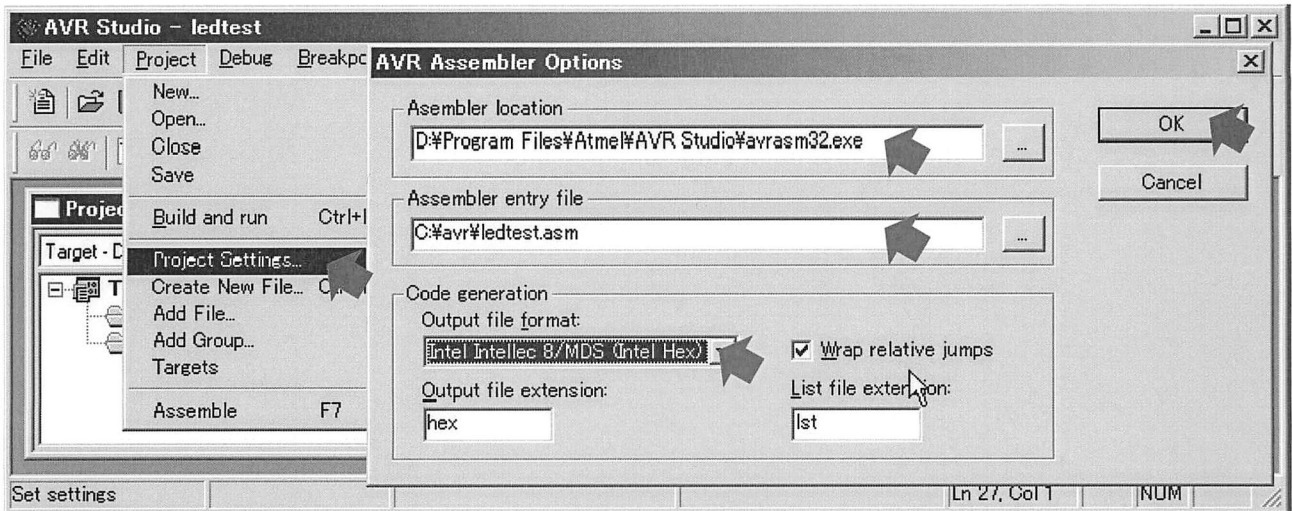 AVR Studio - ledtest
File Edit Project Debug Breakpo
New...
Open...
Close
Save
Build and run Ctrl+
Project Settings...
Create New File...
Add File...
Add Group...
Targets
Assemble F7
Projec
Target - D
T
Set settings
Ln 27, Col 1
NUM
AVR Assembler Options
Asembler location
D:¥Program Files¥Atmel¥AVR Studio¥avrasm32.exe
...
OK
Cancel
Assembler entry file
C:¥avr¥ledtest.asm
...
Code generation
Output file format:
Intel Intellec 8/MDS (Intel Hex)
Wrap relative jumps
Output file extension:
List file extension:
hex
lst